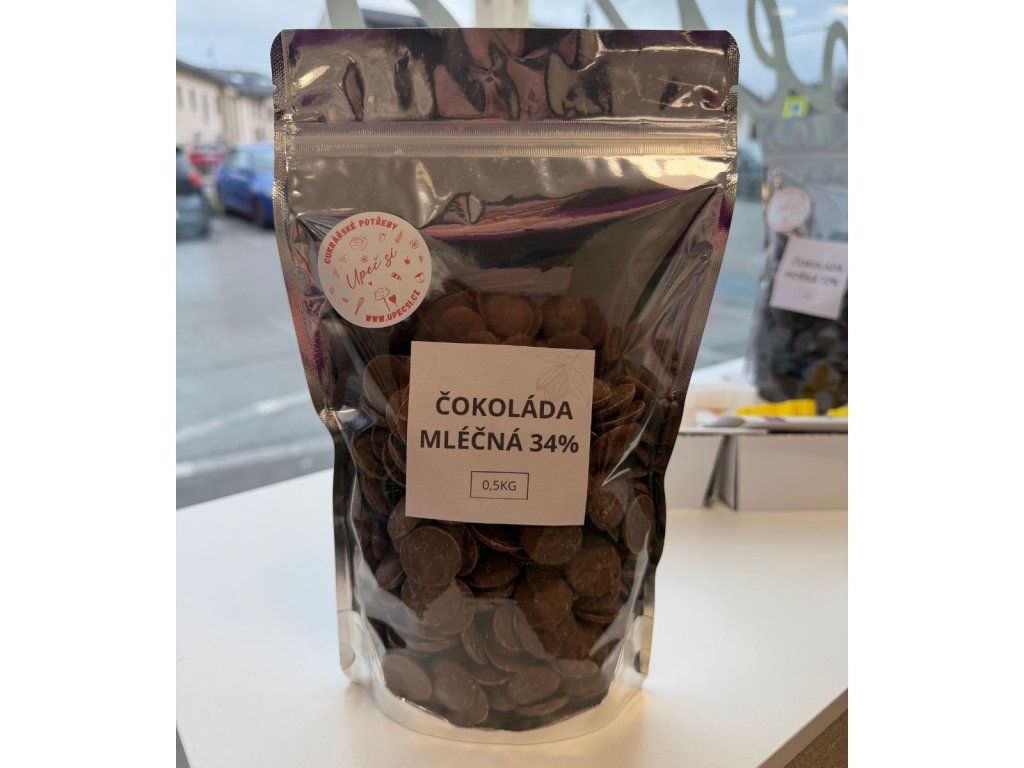 CUKRÁŘSKÉ POTŘEBY
Upeč si
WWW.UPECSI.CZ
ČOKOLÁDA
MLÉČNÁ 34%
0,5KG
ČOKOLÁDA